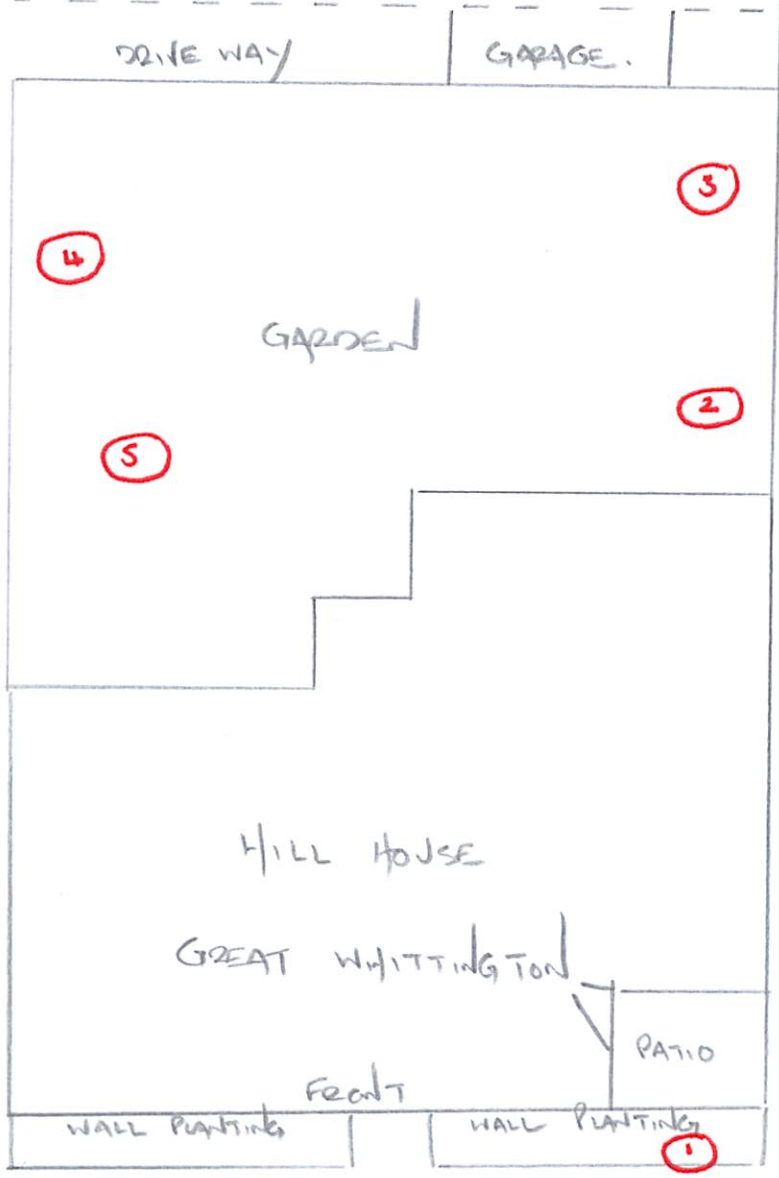 DRIVE WAY GARAGE.
3
4
GARDEN
2
5
HILL HOUSE
GREAT WHITTINGTON
PATIO
FRONT
WALL PLANTING WALL PLANTING
1